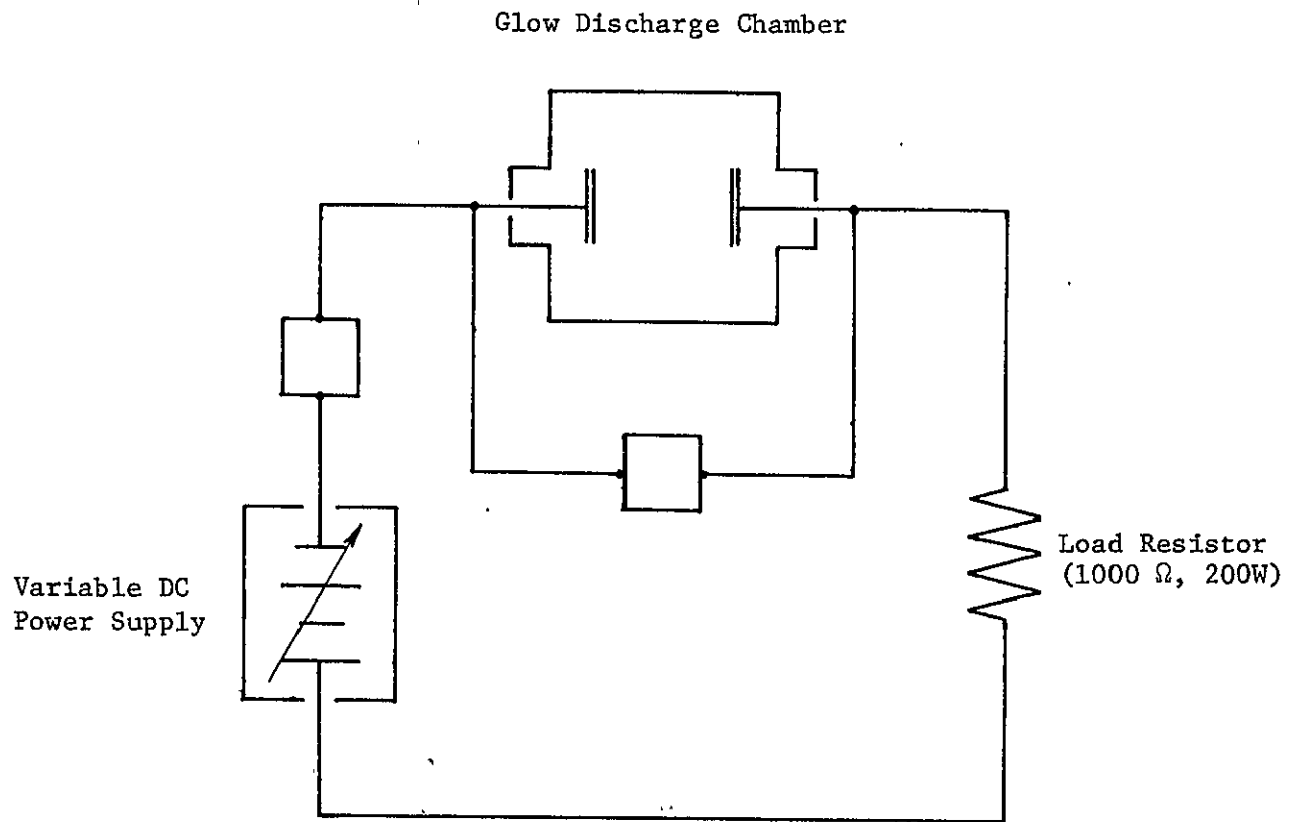 Glow Discharge Chamber
Variable DC
Power Supply
Load Resistor
(1000 Ω, 200W)